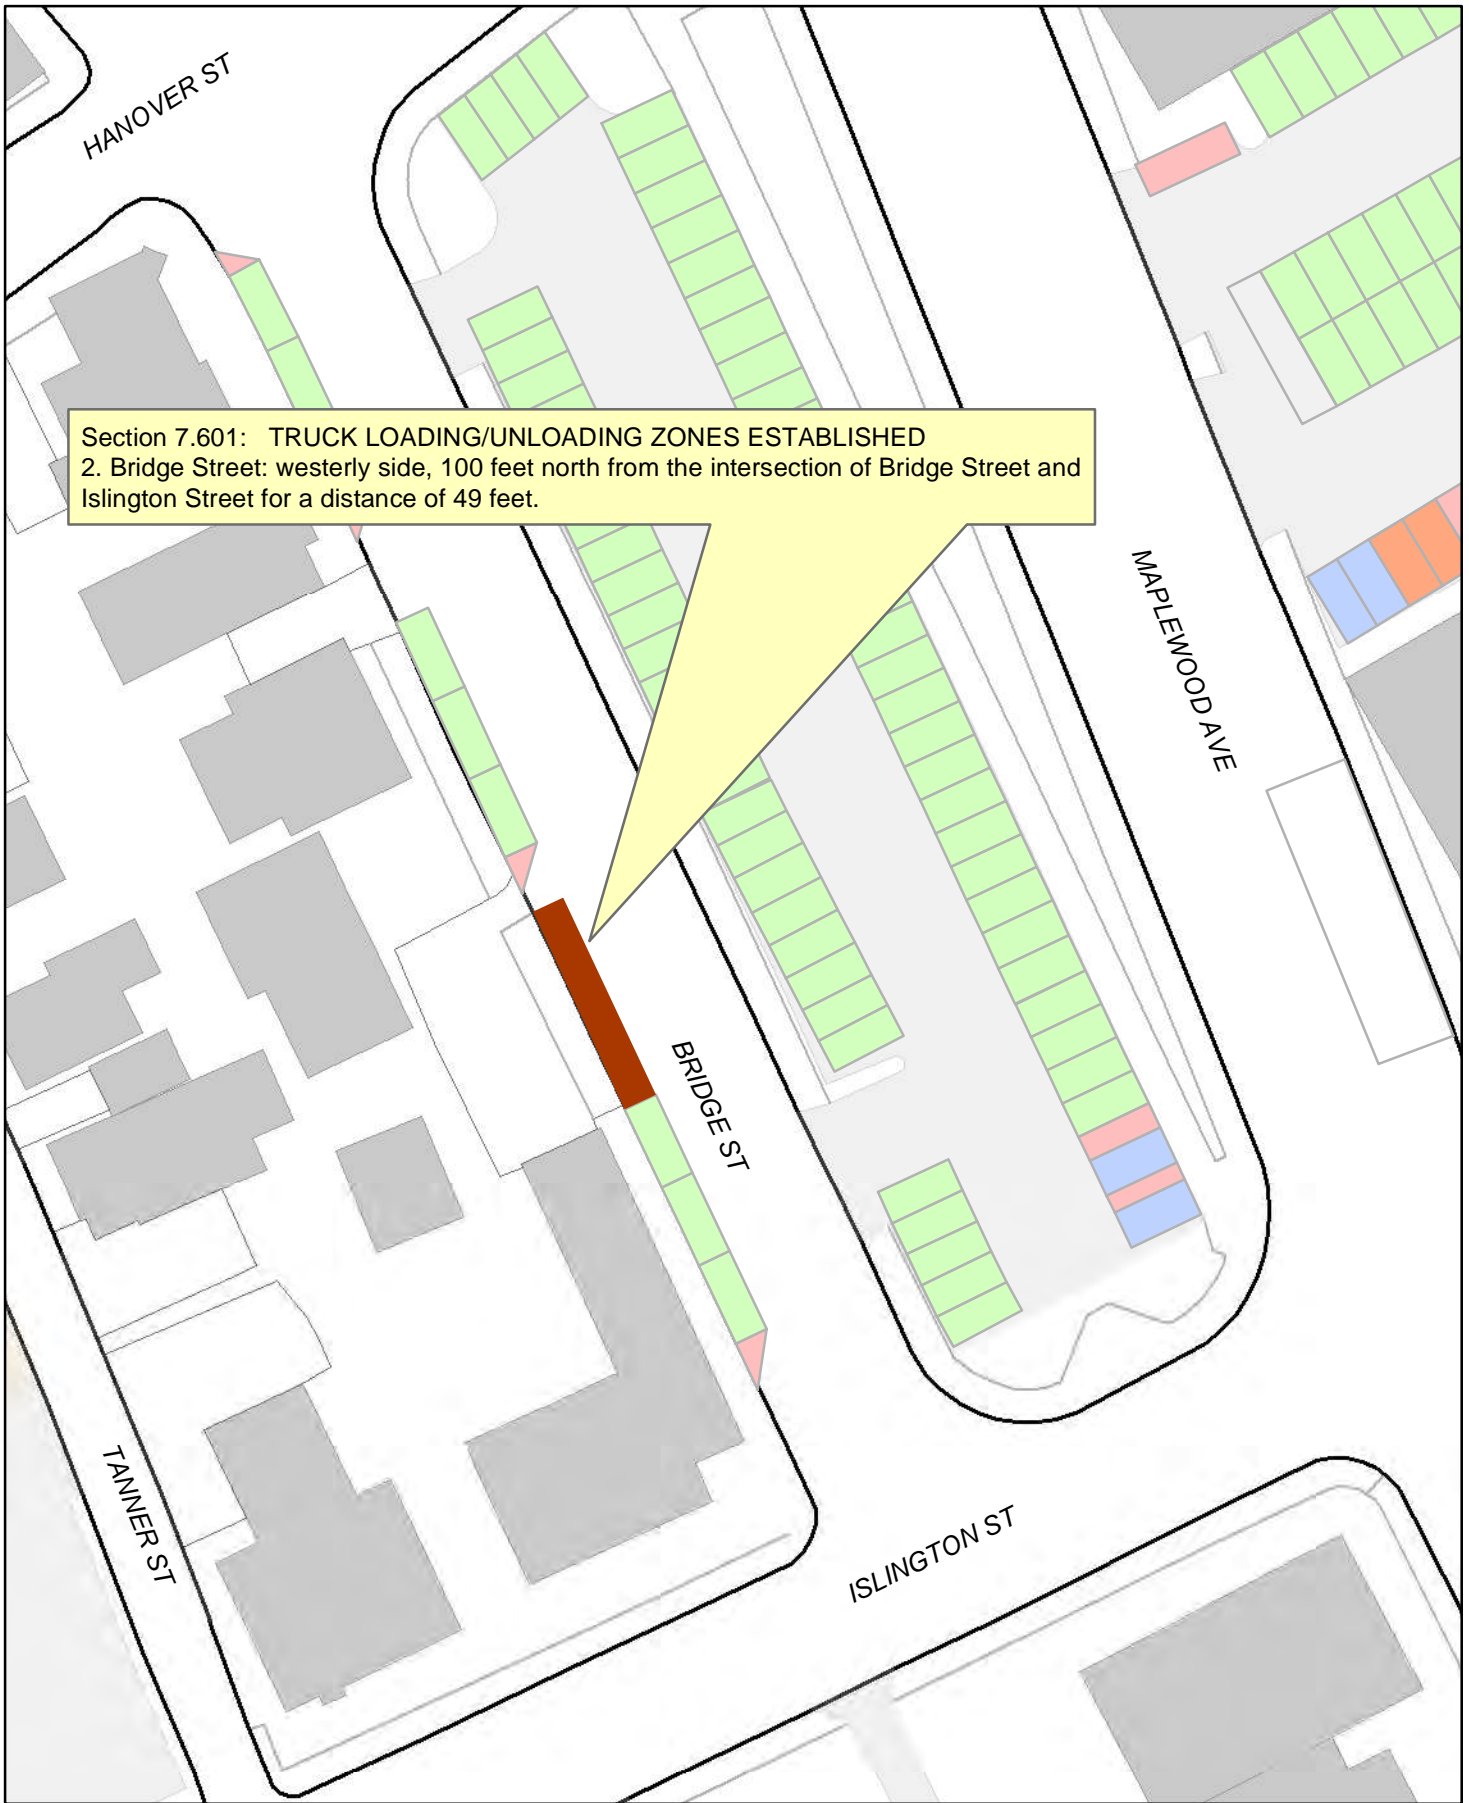 HANOVER ST
Section 7.601: TRUCK LOADING/UNLOADING ZONES ESTABLISHED
2. Bridge Street: westerly side, 100 feet north from the intersection of Bridge Street and
Islington Street for a distance of 49 feet.
MAPLEWOOD AVE
BRIDGE ST
TANNER ST
ISLINGTON ST